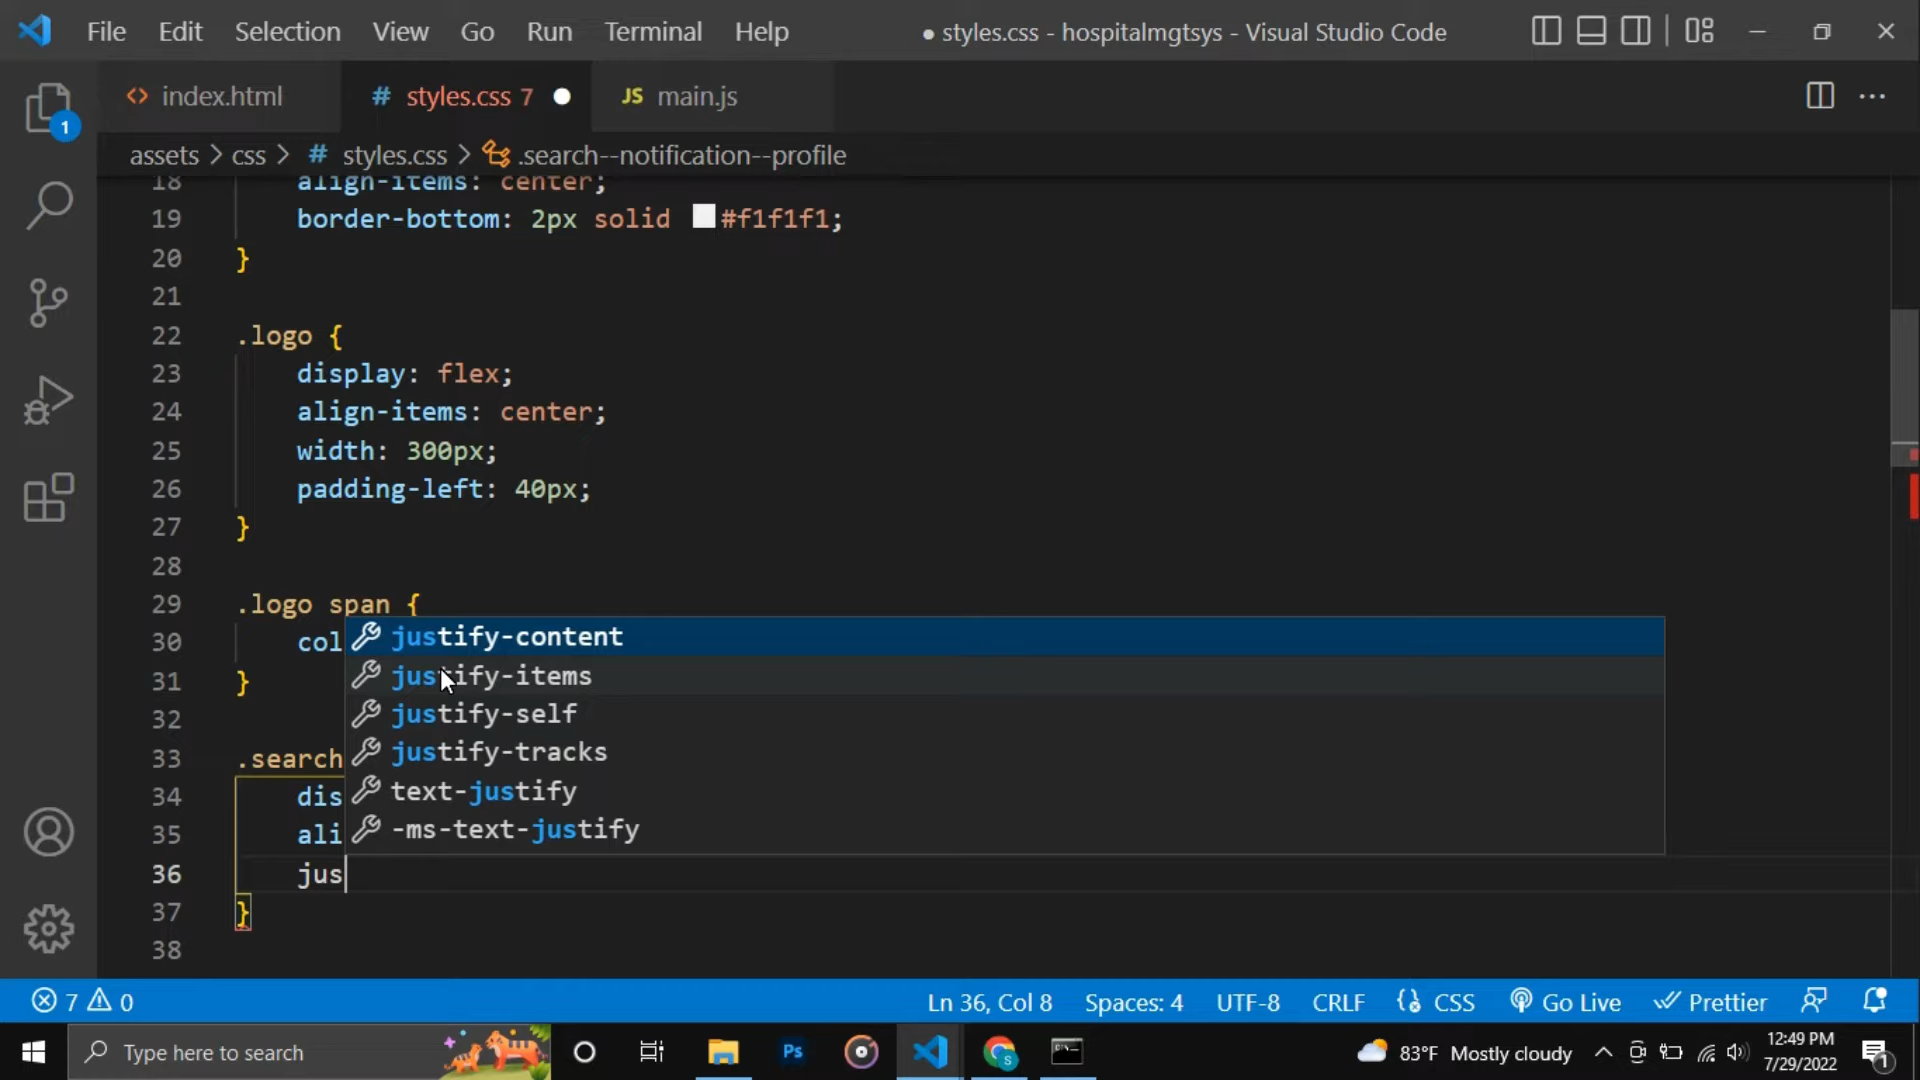 File Edit Selection View Go Run Terminal Help ● styles.css - hospitalmgtsys - Visual Studio Code
<> index.html # styles.css 7 JS main.js
1
assets > css > # styles.css > .search--notification--profile
18 align-items: center;
19 border-bottom: 2px solid #f1f1f1;
20 }
21
22 .logo {
23 display: flex;
24 align-items: center;
25 width: 300px;
26 padding-left: 40px;
27 }
28
29 .logo span {
30 col
justify-content
31 }
justify-items
32
justify-self
33 .search
justify-tracks
34 dis
text-justify
35 ali
-ms-text-justify
36 jus
37 }
38
7 0 Ln 36, Col 8 Spaces: 4 UTF-8 CRLF {} CSS Go Live Prettier
Type here to search Ps S 83°F Mostly cloudy 12:49 PM 1
7/29/2022